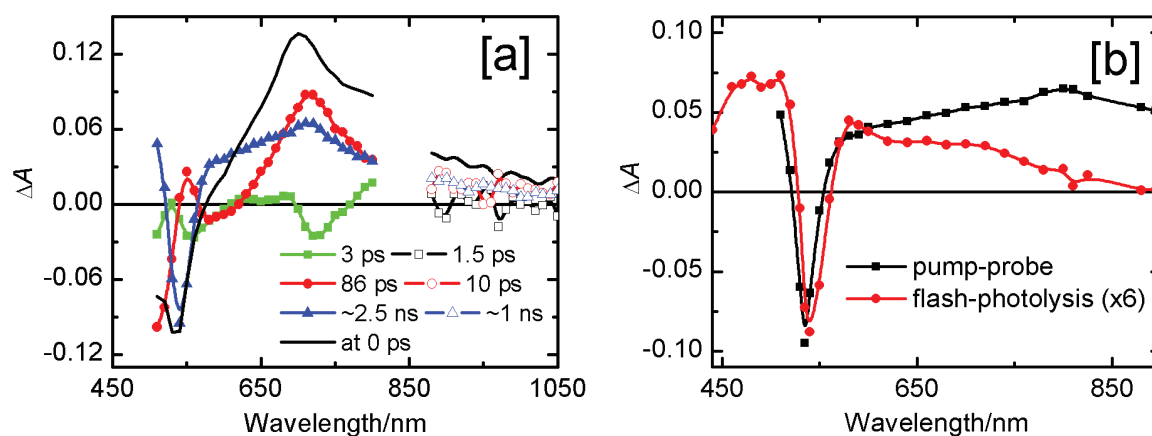 [a]
ΔA
0.12
0.06
0.00
-0.06
-0.12
3 ps 1.5 ps
86 ps 10 ps
~2.5 ns ~1 ns
at 0 ps
450 650 850 1050
Wavelength/nm
[b]
ΔA
0.10
0.05
0.00
-0.05
-0.10
pump-probe
flash-photolysis (x6)
450 600 750 850
Wavelength/nm